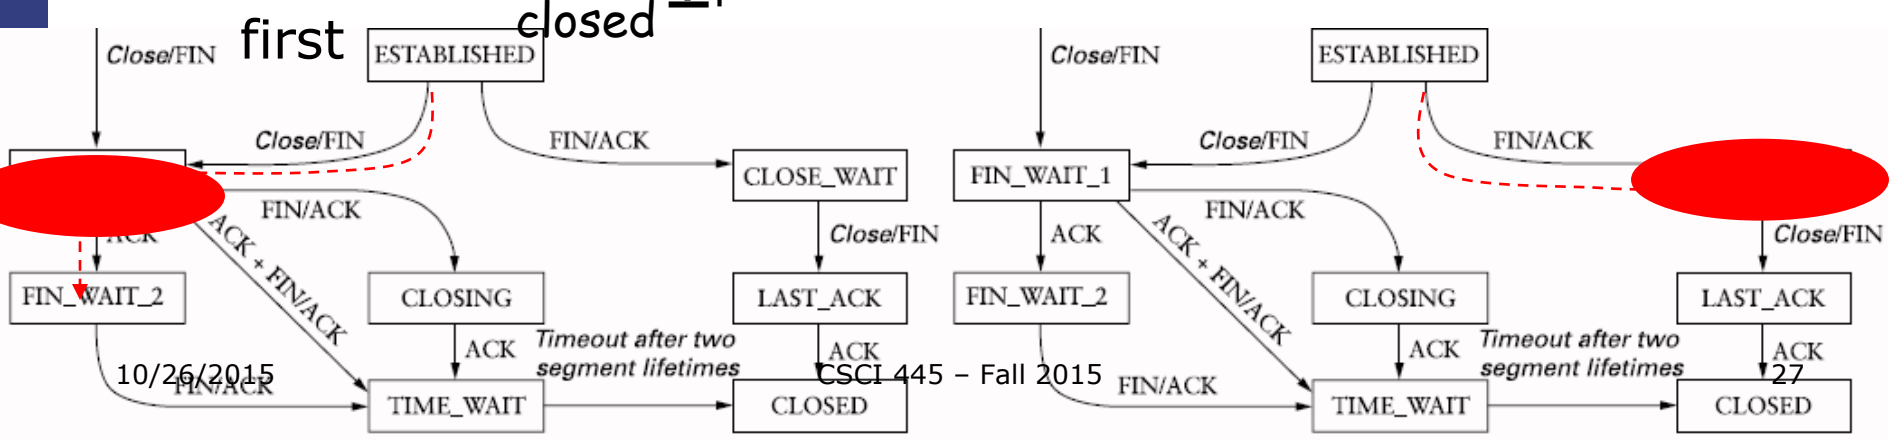 first
closed
Close/FIN
ESTABLISHED
Close/FIN
FIN/ACK
CLOSE_WAIT
FIN/ACK
ACK
ACK + FIN/ACK
Close/FIN
FIN_WAIT_2
CLOSING
LAST_ACK
ACK
Timeout after two
segment lifetimes
ACK
FIN/ACK
TIME_WAIT
CLOSED
Close/FIN
ESTABLISHED
Close/FIN
FIN/ACK
FIN_WAIT_1
FIN/ACK
ACK
ACK + FIN/ACK
Close/FIN
FIN_WAIT_2
CLOSING
LAST_ACK
ACK
Timeout after two
segment lifetimes
ACK
FIN/ACK
TIME_WAIT
CLOSED
10/26/2015
CSCI 445 – Fall 2015
27